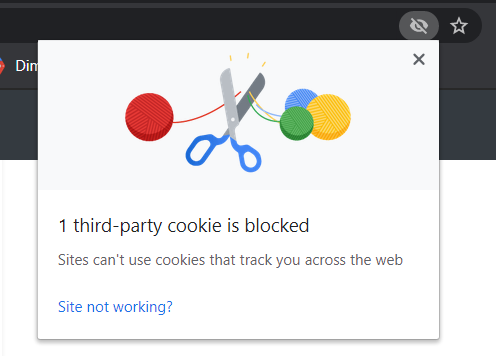 Dim
1 third-party cookie is blocked
Sites can't use cookies that track you across the web
Site not working?